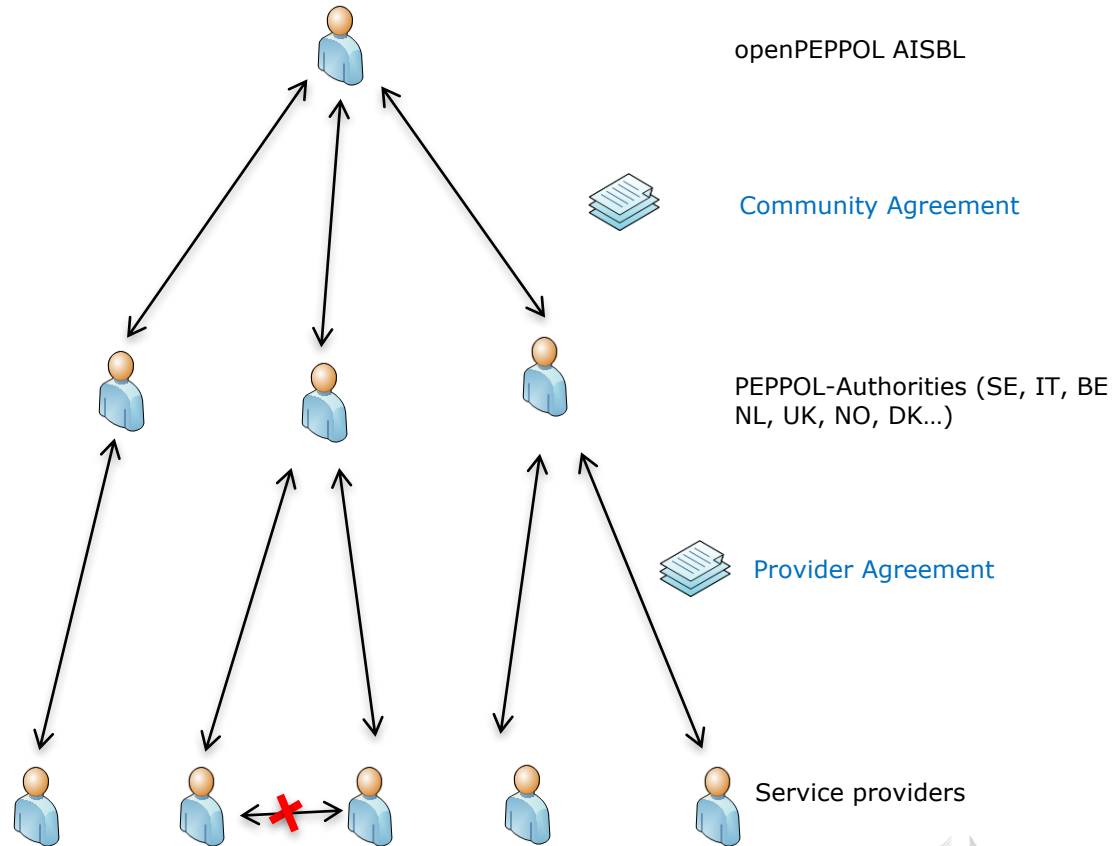 openPEPPOL AISBL
Community Agreement
PEPPOL-Authorities (SE, IT, BE
NL, UK, NO, DK…)
Provider Agreement
Service providers